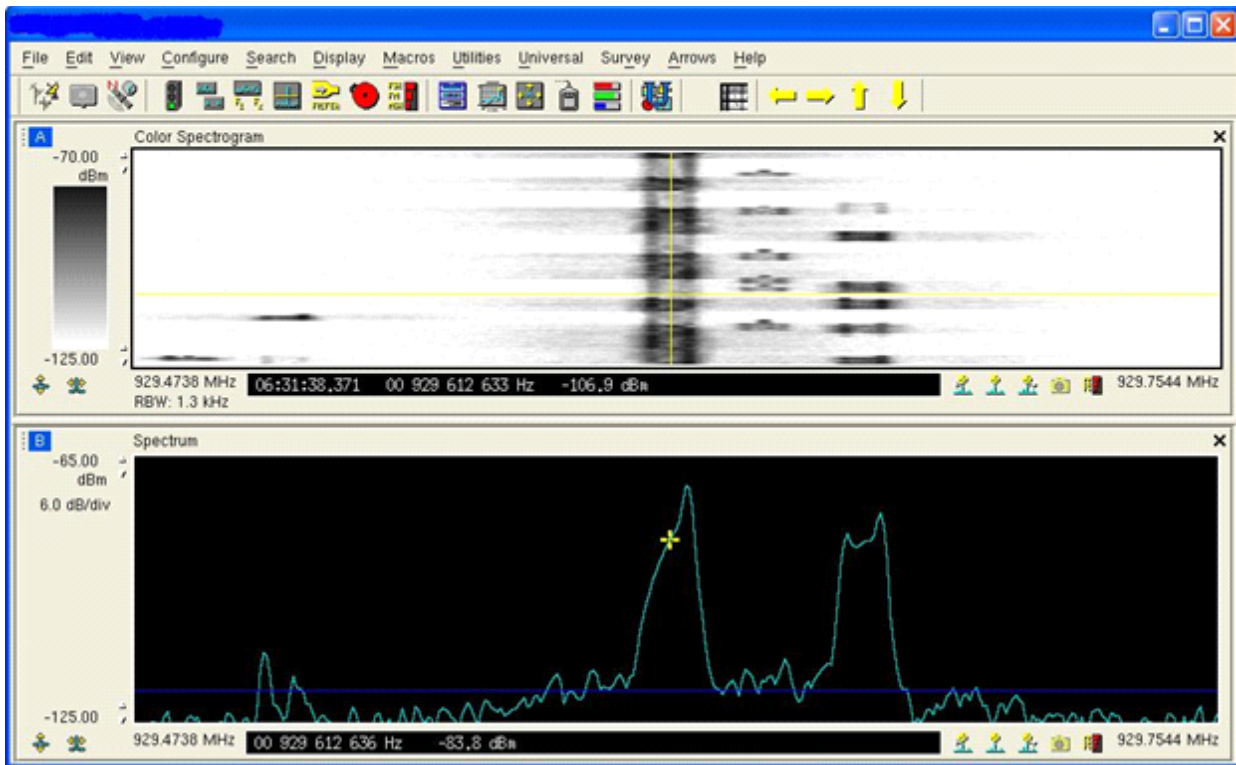 File Edit View Configure Search Display Macros Utilities Universal Survey Arrows Help
A Color Spectrogram
-70.00
dBm
-125.00
929.4738 MHz 06:31:38.371 00 929 612 633 Hz -106.9 dBm 929.7544 MHz
RBW: 1.3 kHz
B Spectrum
-65.00
dBm
6.0 dB/div
-125.00
929.4738 MHz 00 929 612 636 Hz -83.8 dBm 929.7544 MHz